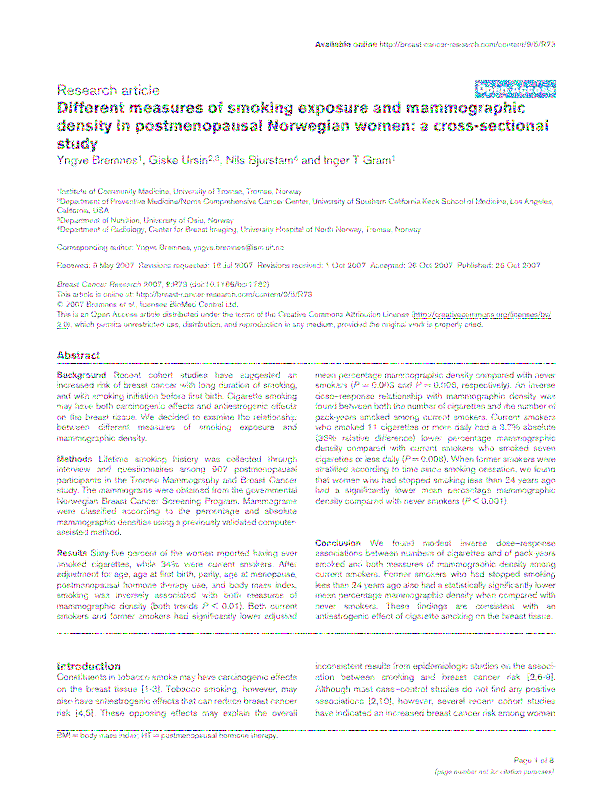 Available online http://breast-cancer-research.com/content/9/5/R73
Research article
Open Access
Different measures of smoking exposure and mammographic
density in postmenopausal Norwegian women: a cross-sectional
study
Yngve Bremnes1, Giske Ursin2,3, Nils Bjurstam4 and Inger T Gram1
1Institute of Community Medicine, University of Tromsø, Tromsø, Norway
2Department of Preventive Medicine/Norris Comprehensive Cancer Center, University of Southern California Keck School of Medicine, Los Angeles,
California, USA
3Department of Nutrition, University of Oslo, Norway
4Department of Radiology, Center for Breast Imaging, University Hospital of North Norway, Tromsø, Norway
Corresponding author: Yngve Bremnes, yngve.bremnes@ism.uit.no
Received: 9 May 2007 Revisions requested: 18 Jul 2007 Revisions received: 1 Oct 2007 Accepted: 26 Oct 2007 Published: 26 Oct 2007
Breast Cancer Research 2007, 9:R73
This article is online at: http://breast-cancer-research.com/content/9/5/R73
© 2007 Bremnes et al.; licensee BioMed Central Ltd.
This is an Open Access article distributed under the terms of the Creative Commons Attribution License (http://creativecommons.org/licenses/by/
2.0), which permits unrestricted use, distribution, and reproduction in any medium, provided the original work is properly cited.
Abstract
Background Recent cohort studies have suggested an
increased risk of breast cancer with long duration of smoking,
and with smoking initiation before first birth. Cigarette smoking
may have both carcinogenic effects and antiestrogenic effects
on the breast tissue. We decided to examine the relationship
between different measures of smoking exposure and
mammographic density.
Methods Lifetime smoking history was collected through
interview and questionnaires among 907 postmenopausal
participants in the Tromsø Mammography and Breast Cancer
study. The mammograms were obtained from the governmental
Norwegian Breast Cancer Screening Program. Mammograms
were classified according to the percentage and absolute
mammographic densities using a previously validated computer-
assisted method.
Results Sixty-five percent of the women reported having ever
smoked cigarettes, while 34% were current smokers. After
adjustment for age, age at first birth, parity, age at menopause,
postmenopausal hormone therapy use, and body mass index,
smoking was inversely associated with both measures of
mammographic density (both trends P < 0.01). Both current
smokers and former smokers had significantly lower adjusted
mean percentage mammographic density compared with never
smokers (P = 0.003 and P = 0.006, respectively). An inverse
dose–response relationship with mammographic density was
found between both the number of cigarettes and the number of
pack-years smoked among current smokers. Current smokers
who smoked 11 cigarettes or more daily had a 3.7% absolute
(36% relative difference) lower percentage mammographic
density compared with current smokers who smoked seven
cigarettes or less daily (P = 0.008). When former smokers were
stratified according to time since smoking cessation, we found
that women who had stopped smoking less than 24 years ago
had a significantly lower mean percentage mammographic
density compared with never smokers (P < 0.001).
Conclusion We found modest inverse dose–response
associations between numbers of cigarettes and of pack-years
smoked and both measures of mammographic density among
current smokers. Former smokers who had stopped smoking
less than 24 years ago also had a statistically significantly lower
mean percentage mammographic density when compared with
never smokers. These findings are consistent with an
antiestrogenic effect of cigarette smoking on the breast tissue.
Introduction
Constituents in tobacco smoke may have carcinogenic effects
on the breast tissue [1-3]. Tobacco smoking, however, may
also have antiestrogenic effects that can reduce breast cancer
risk [4,5]. These opposing effects may explain the overall
inconsistent results from epidemiologic studies on the associ-
ation between smoking and breast cancer risk [2,6-9].
Although most case–control studies do not find any positive
associations [2,10], however, several recent cohort studies
have indicated an increased breast cancer risk among women
BMI = body mass index; HT = postmenopausal hormone therapy.
Page 1 of 8
(page number not for citation purposes)